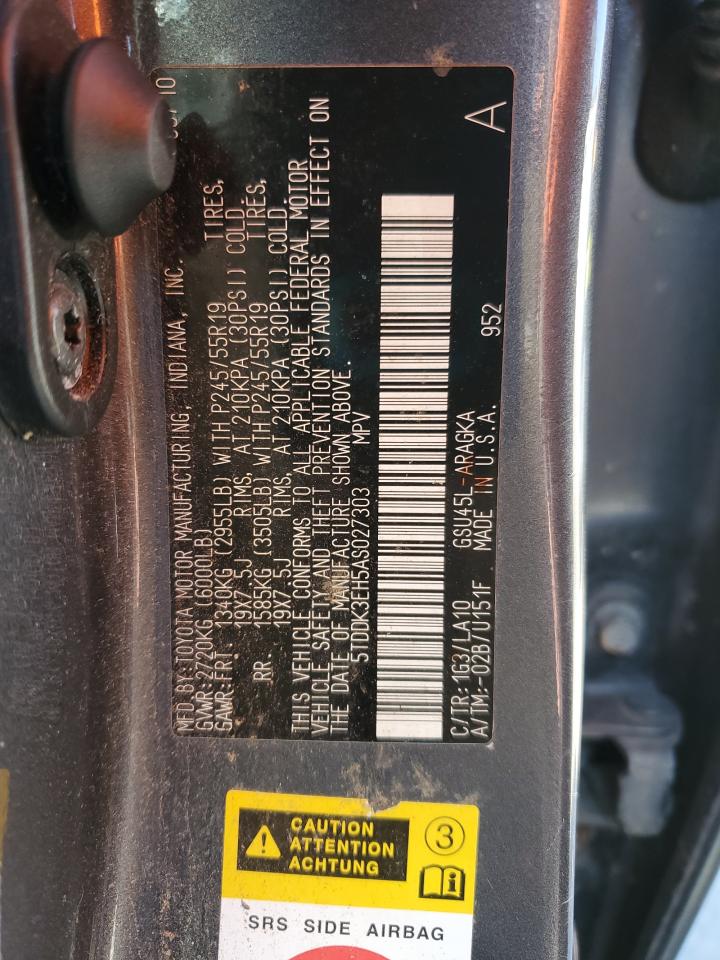 MFD.BY:TOYOTA MOTOR MANUFACTURING, INDIANA, INC. 10
GVWR:2720KG (6000LB)
GAWR:FRT 1340KG (2955LB) WITH P245/55R19 TIRES,
19X7.5J RIMS, AT 210KPA (30PSI) COLD.
RR 1585KG (3505LB) WITH P245/55R19 TIRES,
19X7.5J RIMS, AT 210KPA (30PSI) COLD.
THIS VEHICLE CONFORMS TO ALL APPLICABLE FEDERAL MOTOR
VEHICLE SAFETY AND THEFT PREVENTION STANDARDS IN EFFECT ON
THE DATE OF MANUFACTURE SHOWN ABOVE.
5TDDK3EH5AS027303 MPV
C/TR:1G3/LA10 GSU45L-ARAGKA
A/TM:-02B/U151F MADE IN U.S.A. 952 A
CAUTION
ATTENTION
ACHTUNG
3
SRS SIDE AIRBAG